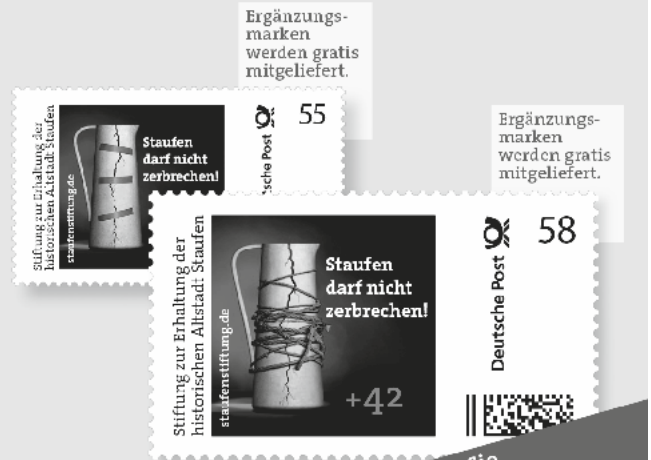 Ergänzungs-
marken
werden gratis
mitgeliefert.
Stiftung zur Erhaltung der
historischen Altstadt Staufen
staufenstiftung.de
Staufen
darf nicht
zerbrechen!
55
Ergänzungs-
marken
werden gratis
mitgeliefert.
Stiftung zur Erhaltung der
historischen Altstadt Staufen
staufenstiftung.de
Staufen
darf nicht
zerbrechen!
+42
Deutsche Post
58